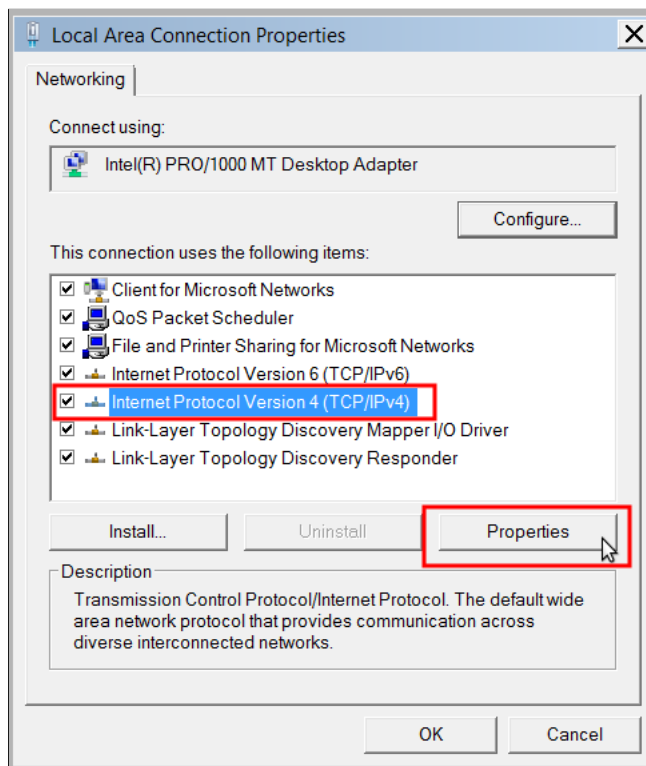 Local Area Connection Properties
Networking
Connect using:
Intel(R) PRO/1000 MT Desktop Adapter
Configure...
This connection uses the following items:
Client for Microsoft Networks
QoS Packet Scheduler
File and Printer Sharing for Microsoft Networks
Internet Protocol Version 6 (TCP/IPv6)
Internet Protocol Version 4 (TCP/IPv4)
Link-Layer Topology Discovery Mapper I/O Driver
Link-Layer Topology Discovery Responder
Install...
Uninstall
Properties
Description
Transmission Control Protocol/Internet Protocol. The default wide
area network protocol that provides communication across
diverse interconnected networks.
OK
Cancel